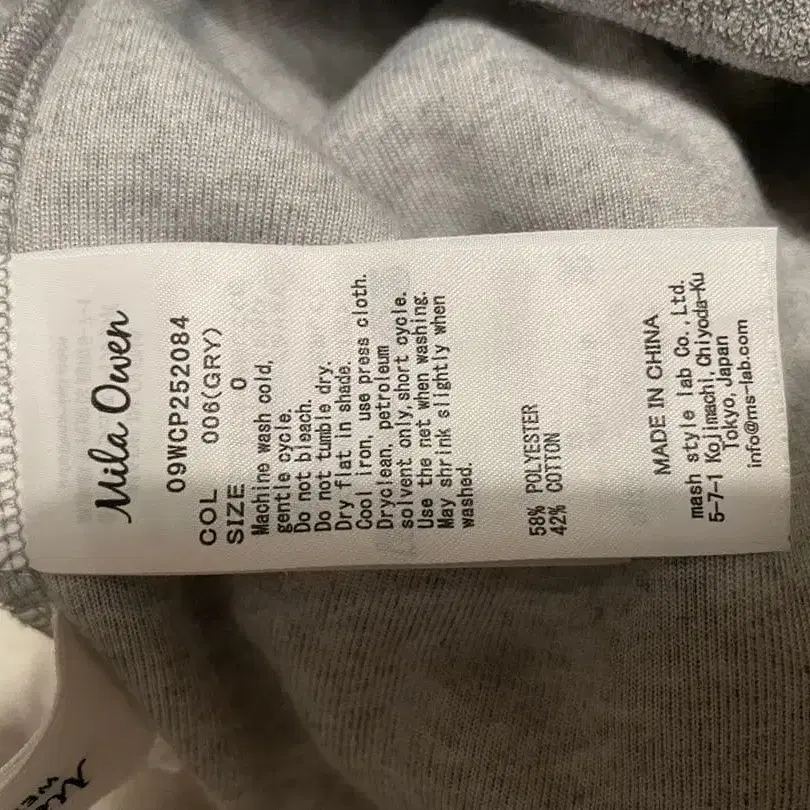 Mila Owen
09WCP252084
COL 006(GRY)
SIZE 0
Machine wash cold,
gentle cycle.
Do not bleach.
Do not tumble dry.
Dry flat in shade.
Cool iron, use press cloth.
Dryclean, petroleum
solvent only,short cycle.
Use the net when washing.
May shrink slightly when
washed.
58% POLYESTER
42% COTTON
MADE IN CHINA
mash style lab Co.,Ltd.
5-7-1 Kojimachi,Chiyoda-Ku
Tokyo,Japan
info@ms-lab.com